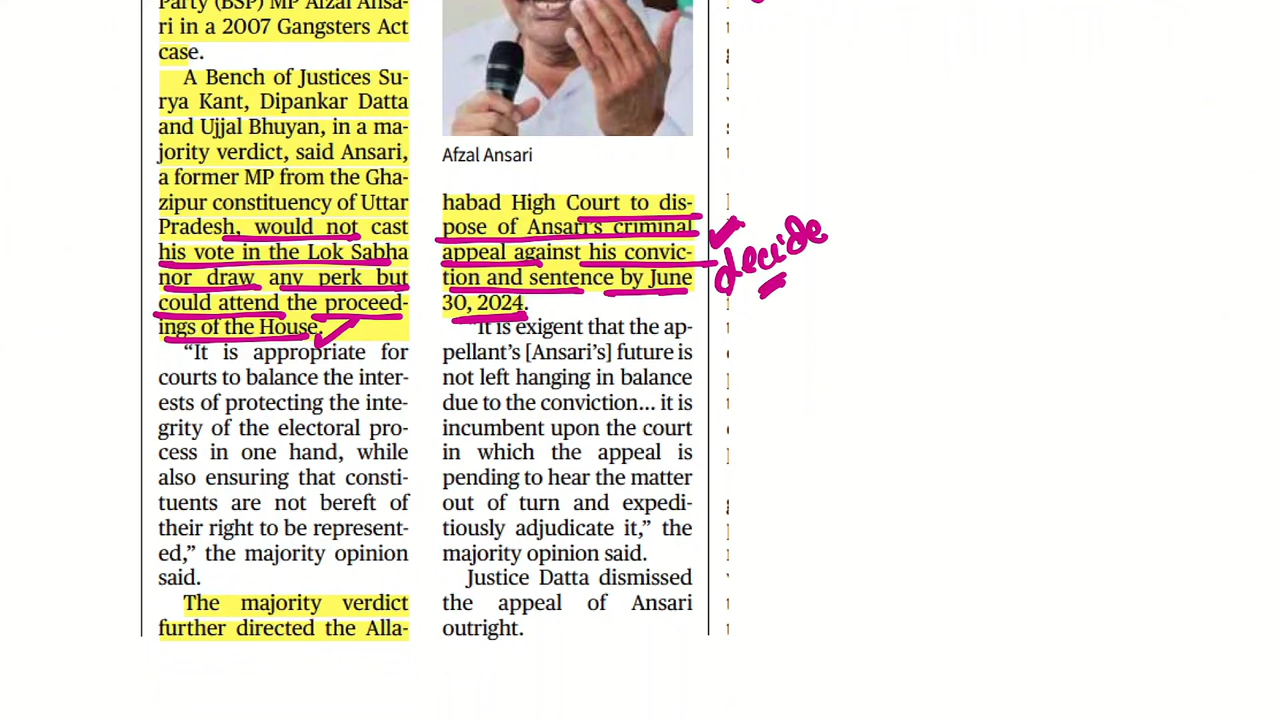 Party (BSP) MP Afzal Ansa-
ri in a 2007 Gangsters Act
case.
A Bench of Justices Su-
rya Kant, Dipankar Datta
and Ujjal Bhuyan, in a ma-
jority verdict, said Ansari,
a former MP from the Gha-
zipur constituency of Uttar
Pradesh, would not cast
his vote in the Lok Sabha
nor draw any perk but
could attend the proceed-
ings of the House.
“It is appropriate for
courts to balance the inter-
ests of protecting the inte-
grity of the electoral pro-
cess in one hand, while
also ensuring that consti-
tuents are not bereft of
their right to be represent-
ed,” the majority opinion
said.
The majority verdict
further directed the Alla-
Afzal Ansari
habad High Court to dis-
pose of Ansari’s criminal
appeal against his convic-
tion and sentence by June
30, 2024.
“It is exigent that the ap-
pellant’s [Ansari’s] future is
not left hanging in balance
due to the conviction... it is
incumbent upon the court
in which the appeal is
pending to hear the matter
out of turn and expedi-
tiously adjudicate it,” the
majority opinion said.
Justice Datta dismissed
the appeal of Ansari
outright.
decide